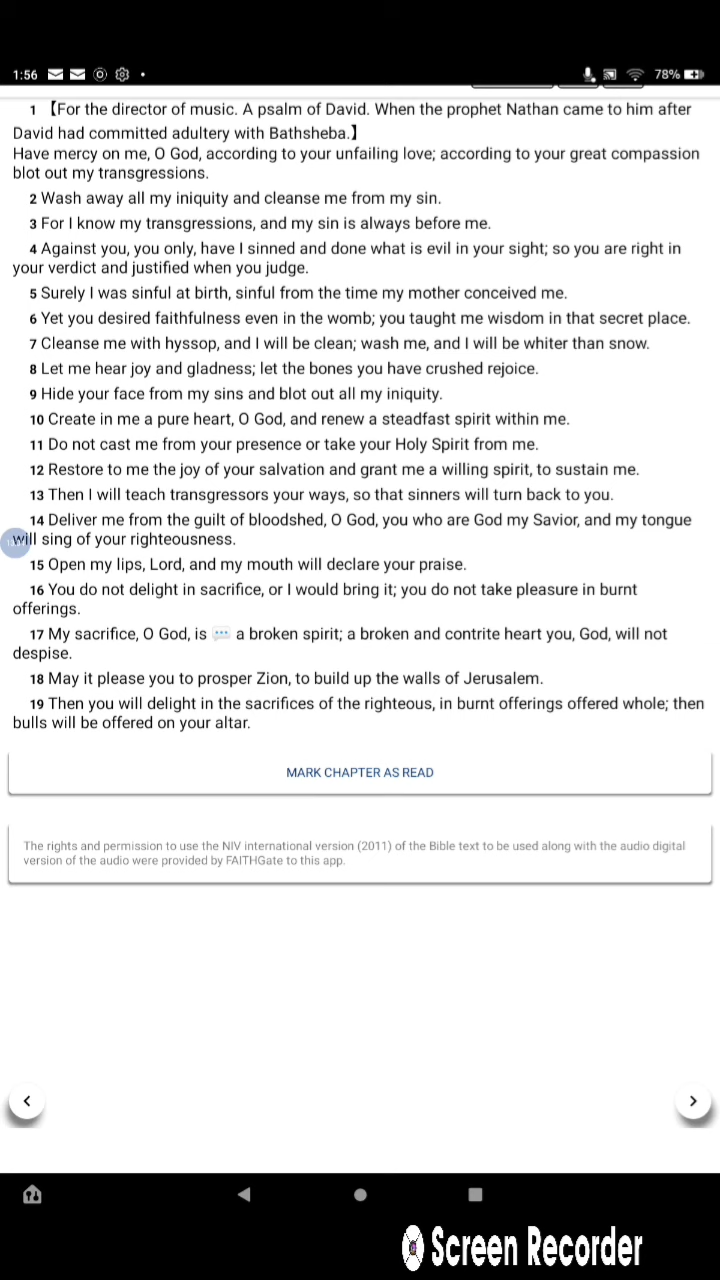 1:56
78%
1 【For the director of music. A psalm of David. When the prophet Nathan came to him after
David had committed adultery with Bathsheba.】
Have mercy on me, O God, according to your unfailing love; according to your great compassion
blot out my transgressions.
2 Wash away all my iniquity and cleanse me from my sin.
3 For I know my transgressions, and my sin is always before me.
4 Against you, you only, have I sinned and done what is evil in your sight; so you are right in
your verdict and justified when you judge.
5 Surely I was sinful at birth, sinful from the time my mother conceived me.
6 Yet you desired faithfulness even in the womb; you taught me wisdom in that secret place.
7 Cleanse me with hyssop, and I will be clean; wash me, and I will be whiter than snow.
8 Let me hear joy and gladness; let the bones you have crushed rejoice.
9 Hide your face from my sins and blot out all my iniquity.
10 Create in me a pure heart, O God, and renew a steadfast spirit within me.
11 Do not cast me from your presence or take your Holy Spirit from me.
12 Restore to me the joy of your salvation and grant me a willing spirit, to sustain me.
13 Then I will teach transgressors your ways, so that sinners will turn back to you.
14 Deliver me from the guilt of bloodshed, O God, you who are God my Savior, and my tongue
will sing of your righteousness.
15 Open my lips, Lord, and my mouth will declare your praise.
16 You do not delight in sacrifice, or I would bring it; you do not take pleasure in burnt
offerings.
17 My sacrifice, O God, is 💬 a broken spirit; a broken and contrite heart you, God, will not
despise.
18 May it please you to prosper Zion, to build up the walls of Jerusalem.
19 Then you will delight in the sacrifices of the righteous, in burnt offerings offered whole; then
bulls will be offered on your altar.
MARK CHAPTER AS READ
The rights and permission to use the NIV international version (2011) of the Bible text to be used along with the audio digital
version of the audio were provided by FAITHGate to this app.
Screen Recorder